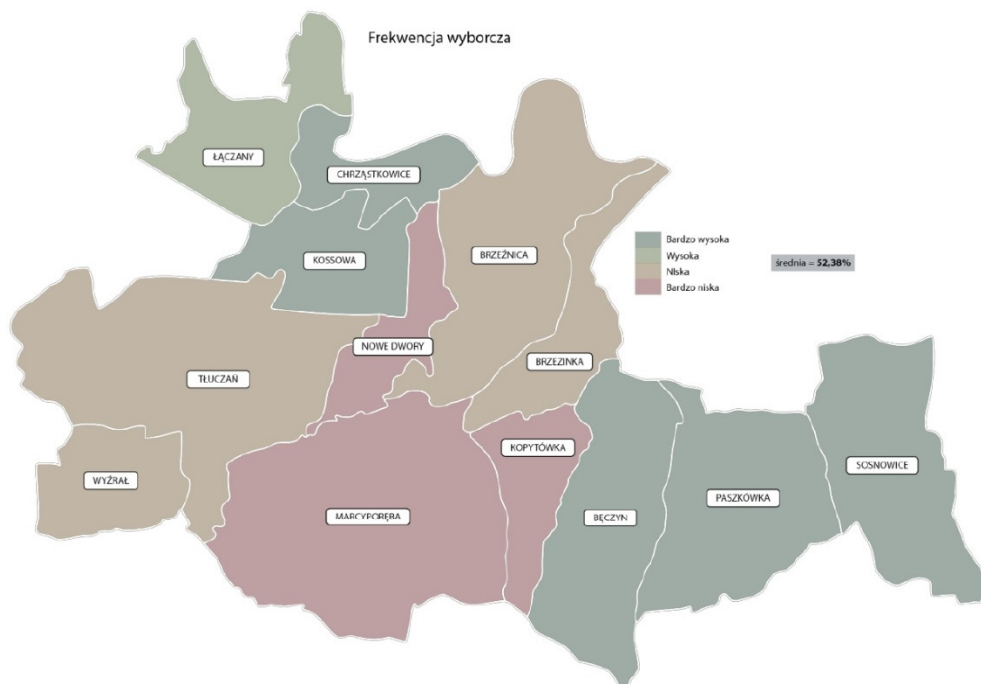 Frekwencja wyborcza
ŁĄCZANY
CHRZĄSTKOWICE
KOSSOWA
BRZEŹNICA
Bardzo wysoka
Wysoka
Niska
Bardzo niska
średnia = 52,38%
NOWE DWORY
BRZEZINKA
TŁUCZAŃ
KOPYTÓWKA
SOSNOWICE
WYŹRAŁ
PASZKÓWKA
MARCYPORĘBA
BĘCZYN